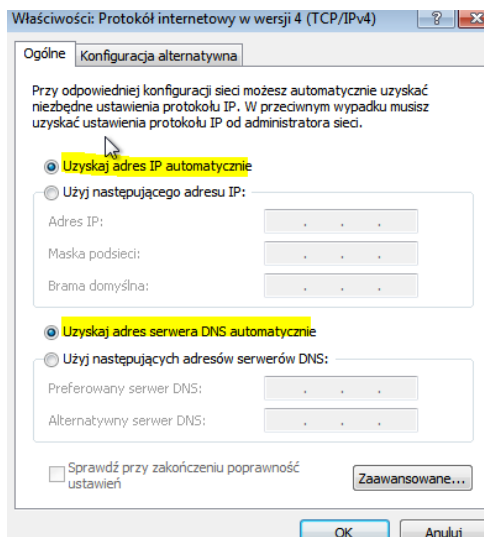 Właściwości: Protokół internetowy w wersji 4 (TCP/IPv4)
Ogólne
Konfiguracja alternatywna
Przy odpowiedniej konfiguracji sieci możesz automatycznie uzyskać
niezbędne ustawienia protokołu IP. W przeciwnym wypadku musisz
uzyskać ustawienia protokołu IP od administratora sieci.
Uzyskaj adres IP automatycznie
Użyj następującego adresu IP:
Adres IP:
Maska podsieci:
Brama domyślna:
Uzyskaj adres serwera DNS automatycznie
Użyj następujących adresów serwerów DNS:
Preferowany serwer DNS:
Alternatywny serwer DNS:
Sprawdź przy zakończeniu poprawność
ustawień
Zaawansowane...
OK
Anuluj